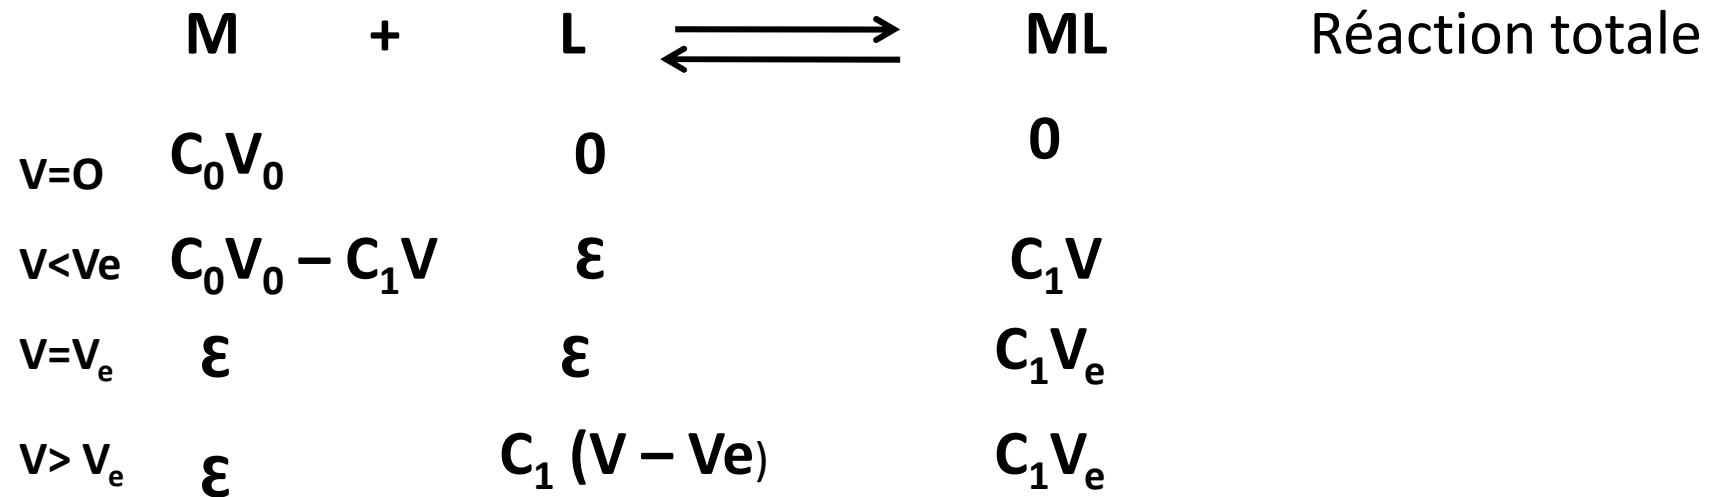 M + L ⇌ ML Réaction totale
V=O C₀V₀ 0 0
V<Ve C₀V₀ – C₁V Ɛ C₁V
V=Vₑ Ɛ Ɛ C₁Vₑ
V> Vₑ Ɛ C₁ (V – Ve) C₁Vₑ